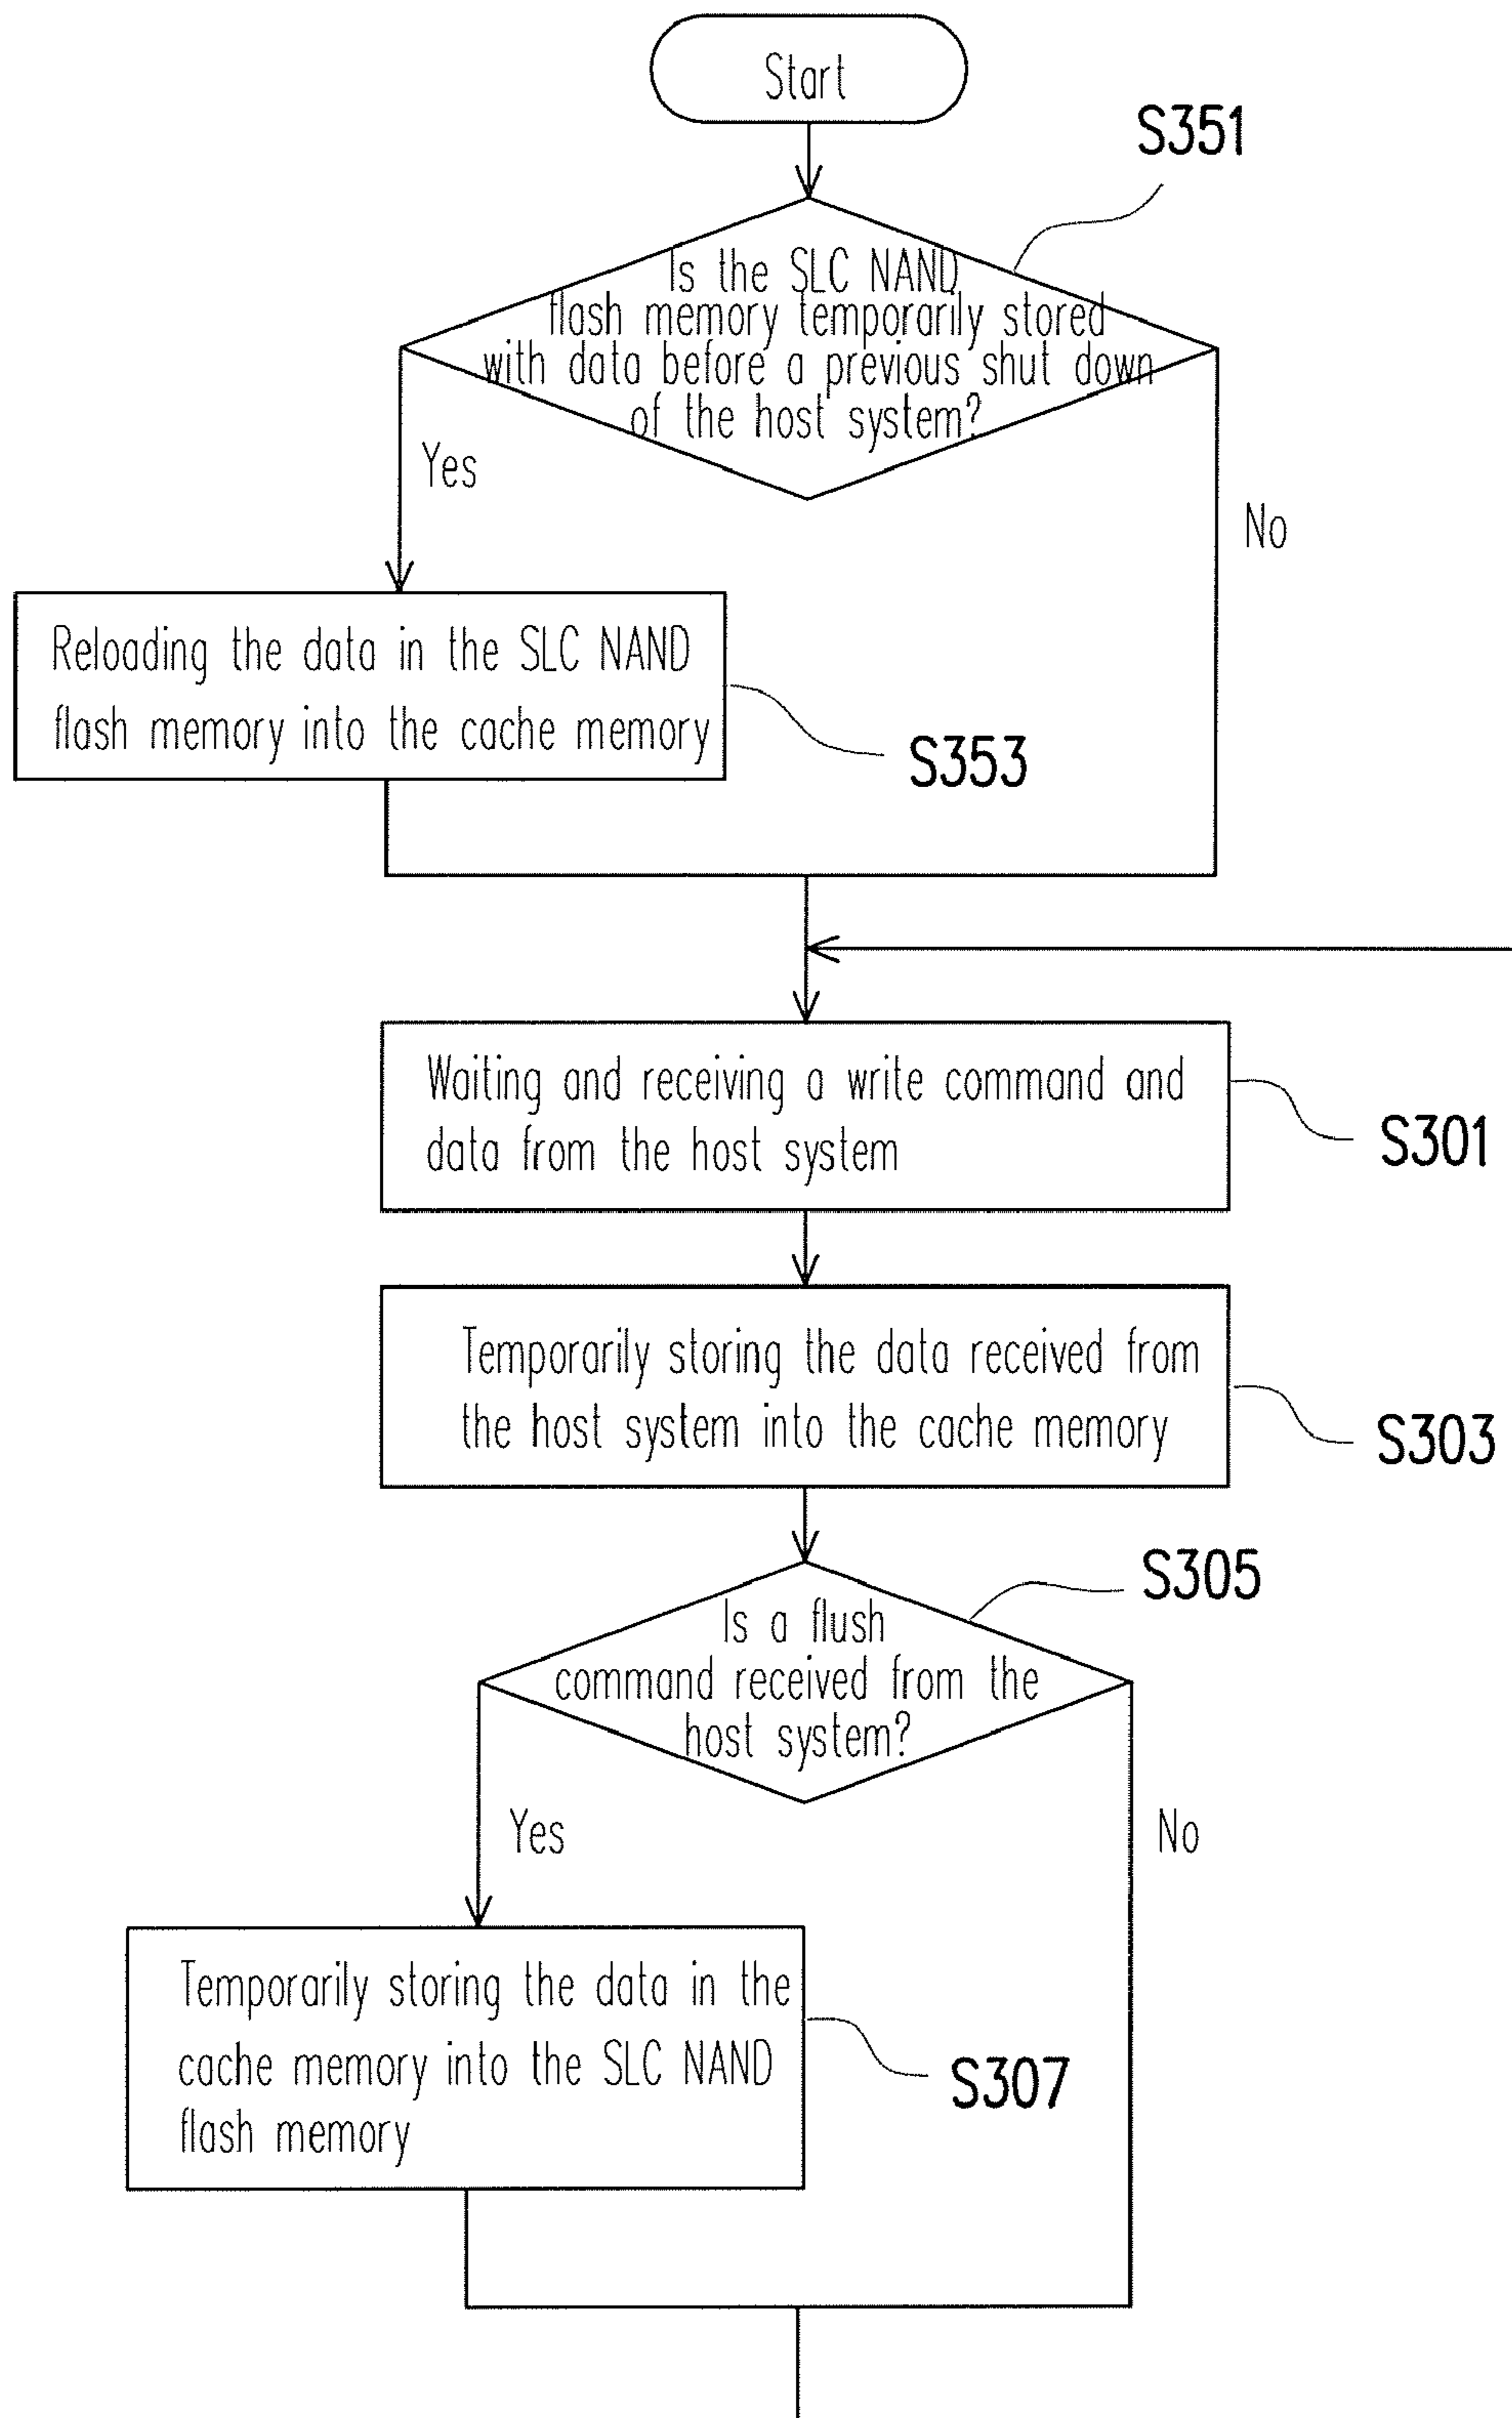 Start
S351
Is the SLC NAND
flash memory temporarily stored
with data before a previous shut down
of the host system?
Yes
No
Reloading the data in the SLC NAND
flash memory into the cache memory
S353
Waiting and receiving a write command and
data from the host system
S301
Temporarily storing the data received from
the host system into the cache memory
S303
S305
Is a flush
command received from the
host system?
Yes
No
Temporarily storing the data in the
cache memory into the SLC NAND
flash memory
S307